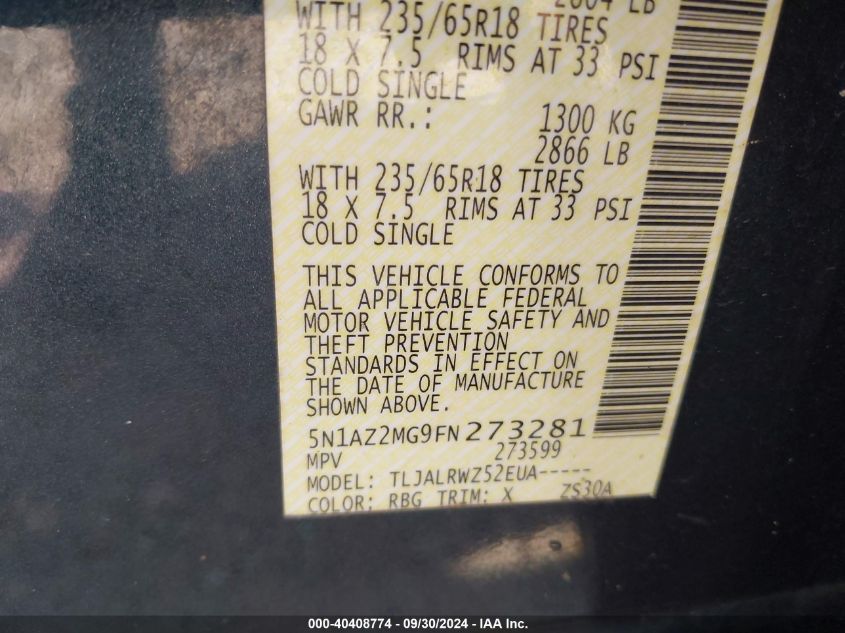 2864 LB
WITH 235/65R18 TIRES
18 X 7.5 RIMS AT 33 PSI
COLD SINGLE
GAWR RR.: 1300 KG
2866 LB
WITH 235/65R18 TIRES
18 X 7.5 RIMS AT 33 PSI
COLD SINGLE
THIS VEHICLE CONFORMS TO
ALL APPLICABLE FEDERAL
MOTOR VEHICLE SAFETY AND
THEFT PREVENTION
STANDARDS IN EFFECT ON
THE DATE OF MANUFACTURE
SHOWN ABOVE.
5N1AZ2MG9FN273281
MPV 273599
MODEL: TLJALRWZ52EUA-----
COLOR: RBG TRIM: X ZS30A
000-40408774 - 09/30/2024 - IAA Inc.